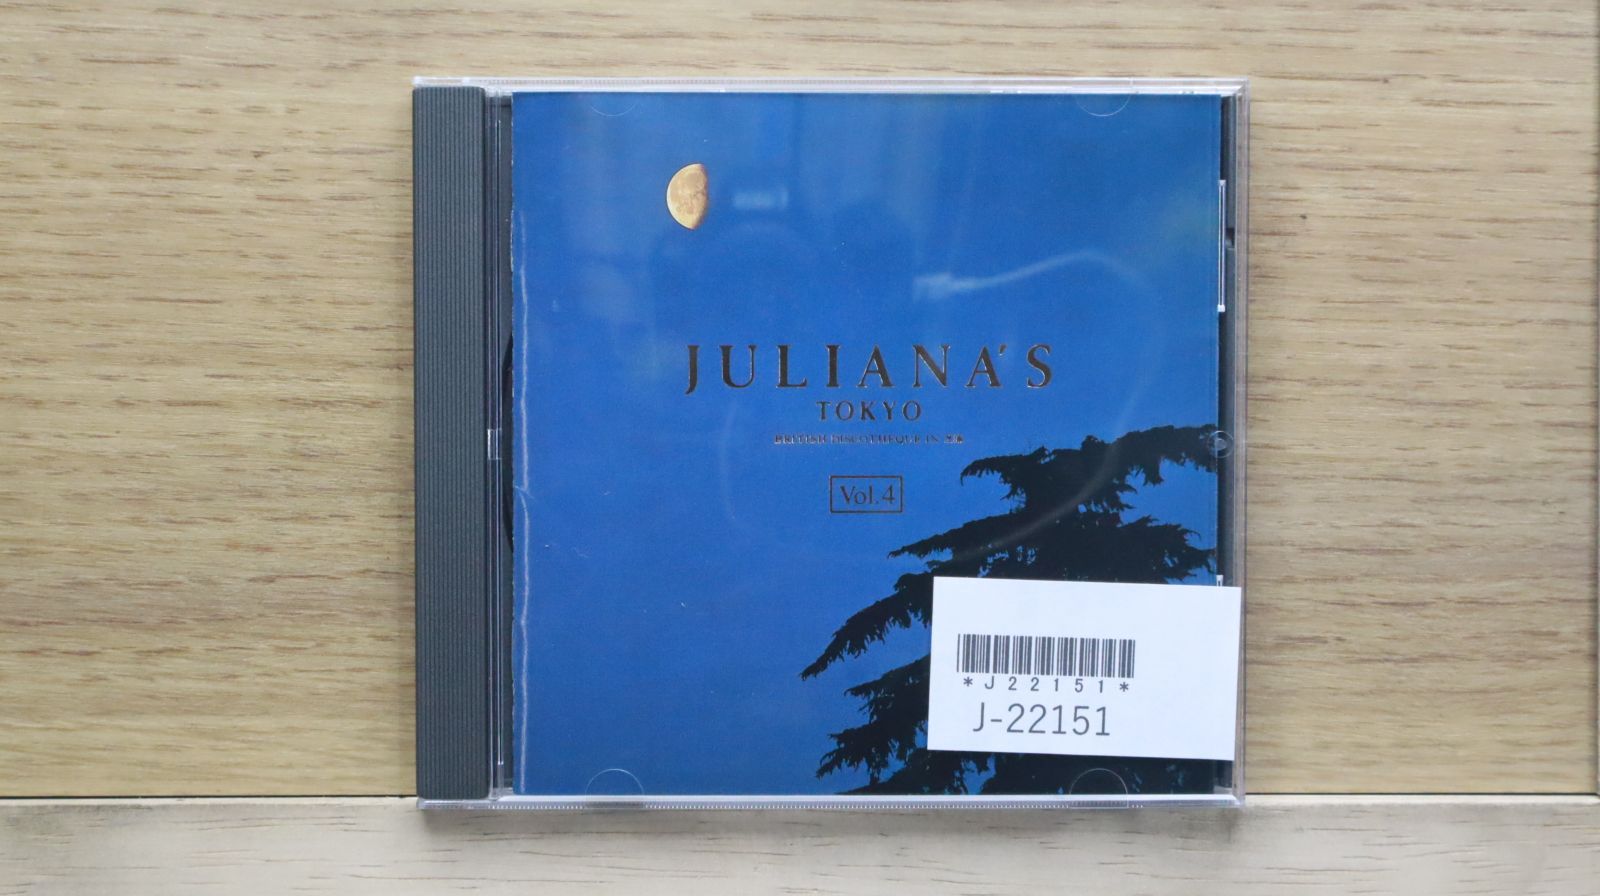 JULIANA'S
TOKYO
BRITISH DISCOTHEQUE IN 芝浦
Vol.4
*J22151*
J-22151